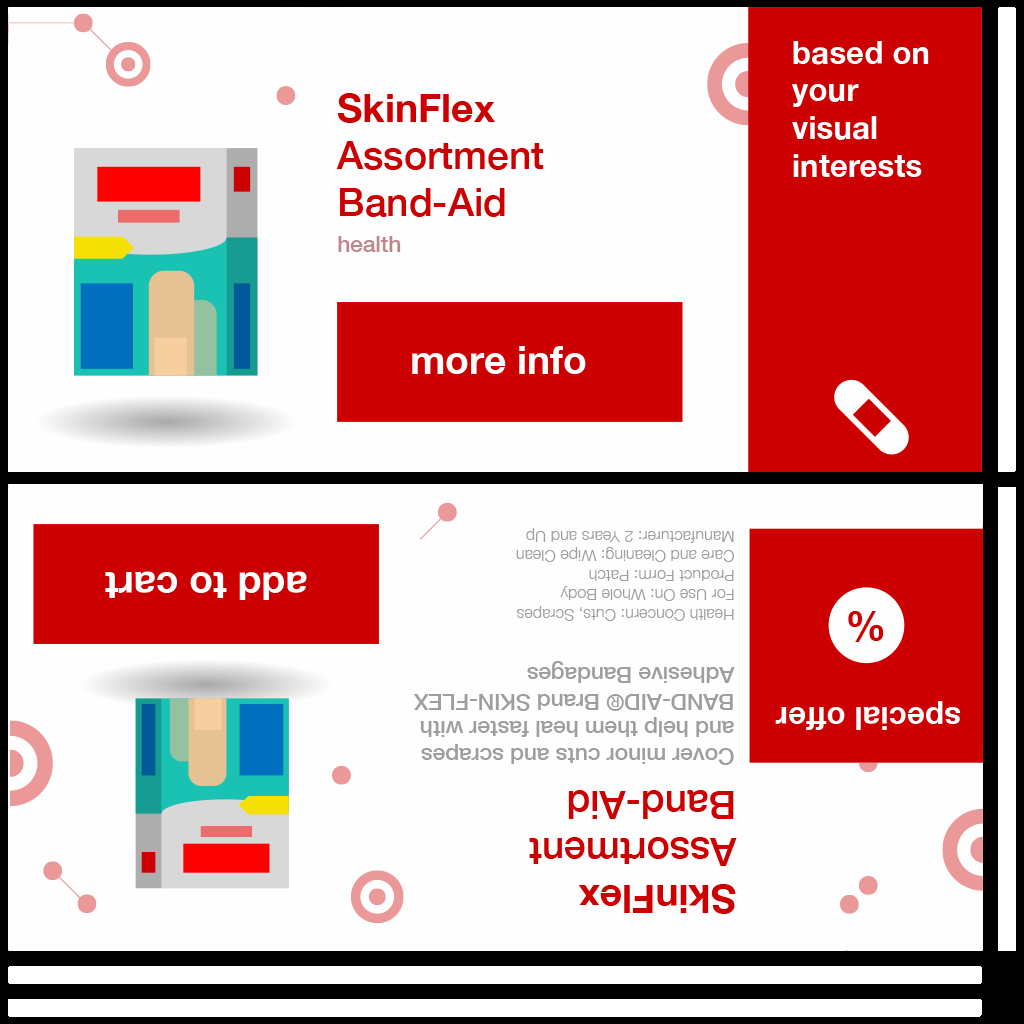 SkinFlex
Assortment
Band-Aid
health
more info
based on
your
visual
interests
special offer
%
SkinFlex
Assortment
Band-Aid
Cover minor cuts and scrapes
and help them heal faster with
BAND-AID® Brand SKIN-FLEX
Adhesive Bandages
Health Concern: Cuts, Scrapes
For Use On: Whole Body
Product Form: Patch
Care and Cleaning: Wipe Clean
Manufacturer: 2 Years and Up
add to cart